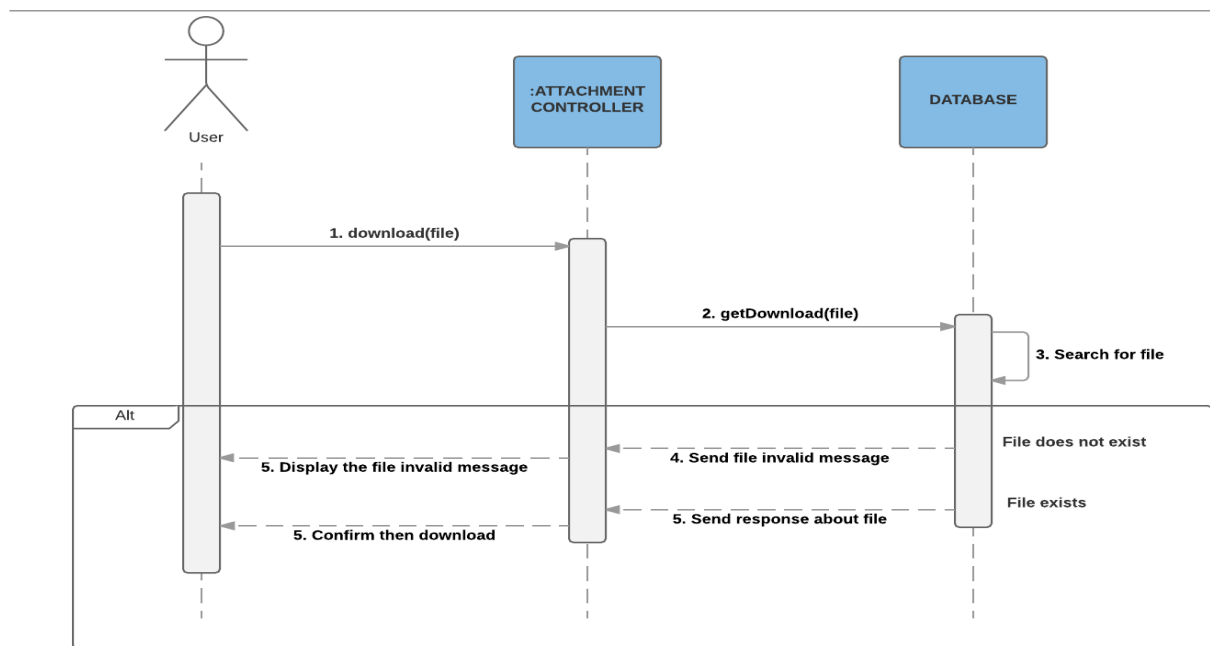 :ATTACHMENT
CONTROLLER
DATABASE
User
1. download(file)
2. getDownload(file)
3. Search for file
Alt
File does not exist
4. Send file invalid message
5. Display the file invalid message
File exists
5. Send response about file
5. Confirm then download